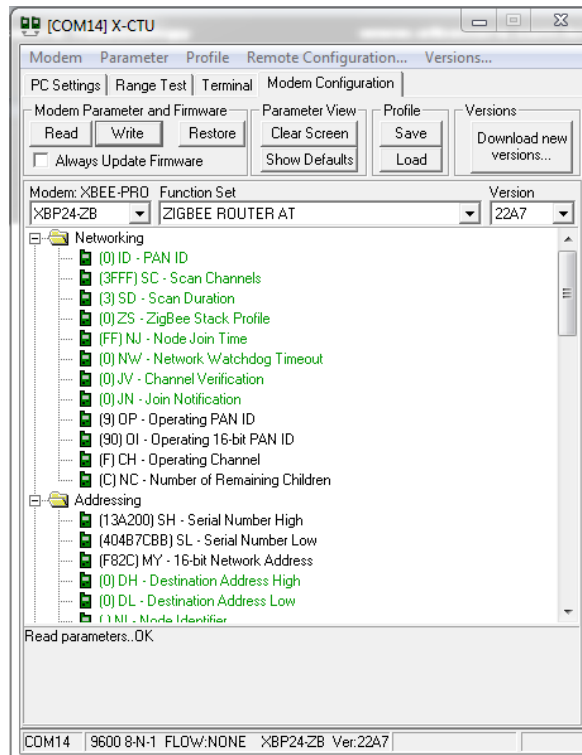 [COM14] X-CTU
Modem Parameter Profile Remote Configuration... Versions...
PC Settings Range Test Terminal Modem Configuration
Modem Parameter and Firmware Parameter View Profile Versions
Read Write Restore Clear Screen Save Download new versions...
Always Update Firmware Show Defaults Load
Modem: XBEE-PRO Function Set Version
XBP24-ZB ZIGBEE ROUTER AT 22A7
Networking
(0) ID - PAN ID
(3FFF) SC - Scan Channels
(3) SD - Scan Duration
(0) ZS - ZigBee Stack Profile
(FF) NJ - Node Join Time
(0) NW - Network Watchdog Timeout
(0) JV - Channel Verification
(0) JN - Join Notification
(9) OP - Operating PAN ID
(90) OI - Operating 16-bit PAN ID
(F) CH - Operating Channel
(C) NC - Number of Remaining Children
Addressing
(13A200) SH - Serial Number High
(404B7CBB) SL - Serial Number Low
(F82C) MY - 16-bit Network Address
(0) DH - Destination Address High
(0) DL - Destination Address Low
() NI - Node Identifier
Read parameters..OK
COM14 9600 8-N-1 FLOW:NONE XBP24-ZB Ver:22A7